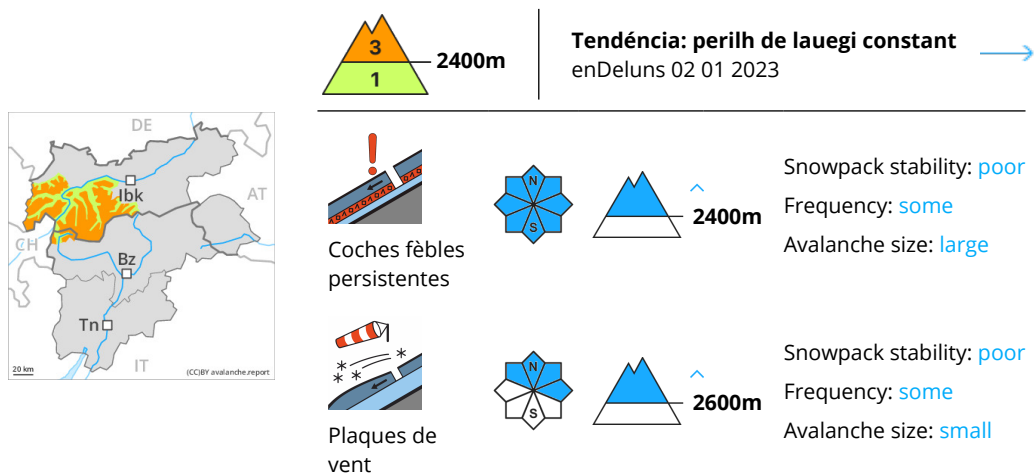 3
1
2400m
Tendéncia: perilh de lauegi constant
enDeluns 02 01 2023
DE
AT
CH
IT
Ibk
Bz
Tn
20 km
(CC)BY avalanche.report
N
S
2400m
Coches fèbles
persistentes
Snowpack stability: poor
Frequency: some
Avalanche size: large
N
S
2600m
Plaques de
vent
Snowpack stability: poor
Frequency: some
Avalanche size: small